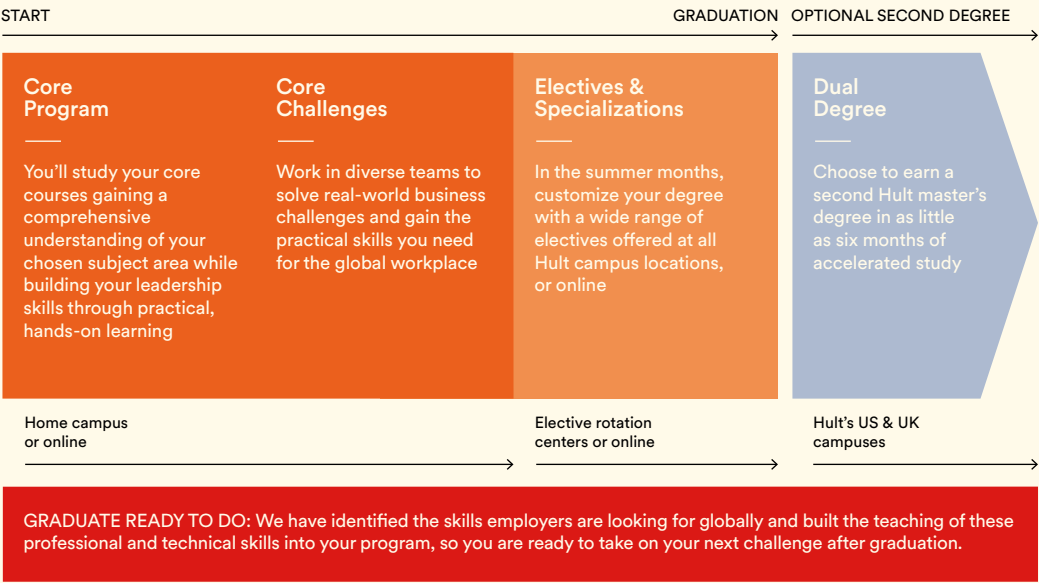 START
GRADUATION
OPTIONAL SECOND DEGREE
Core
Program
You’ll study your core
courses gaining a
comprehensive
understanding of your
chosen subject area while
building your leadership
skills through practical,
hands-on learning
Core
Challenges
Work in diverse teams to
solve real-world business
challenges and gain the
practical skills you need
for the global workplace
Electives &
Specializations
In the summer months,
customize your degree
with a wide range of
electives offered at all
Hult campus locations,
or online
Dual
Degree
Choose to earn a
second Hult master’s
degree in as little
as six months of
accelerated study
Home campus
or online
Elective rotation
centers or online
Hult’s US & UK
campuses
GRADUATE READY TO DO: We have identified the skills employers are looking for globally and built the teaching of these
professional and technical skills into your program, so you are ready to take on your next challenge after graduation.